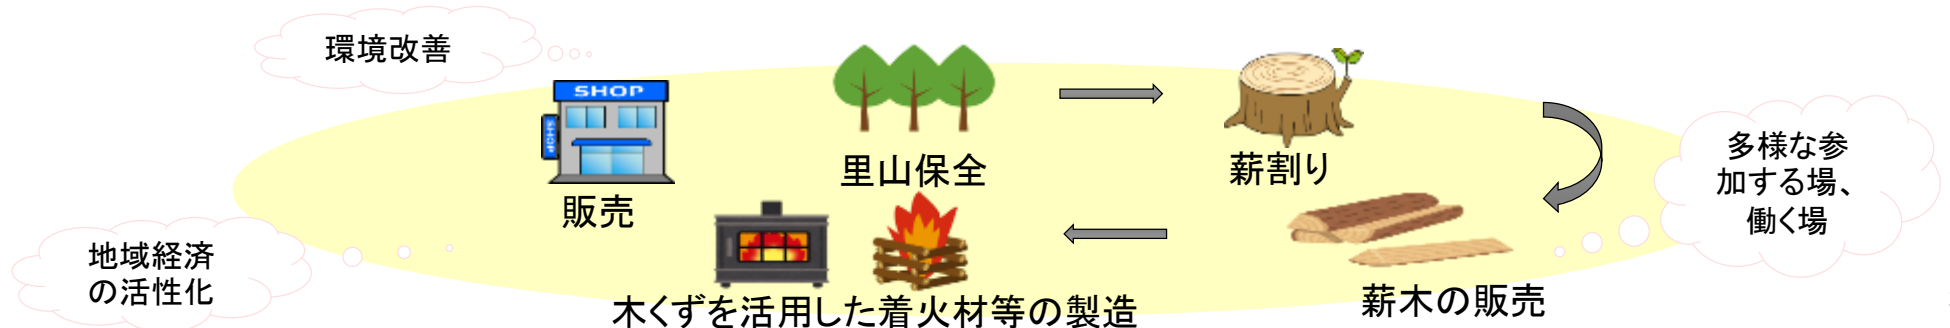 環境改善
SHOP
SHOP
販売
里山保全
薪割り
多様な参
加する場、
働く場
地域経済
の活性化
木くずを活用した着火材等の製造
薪木の販売